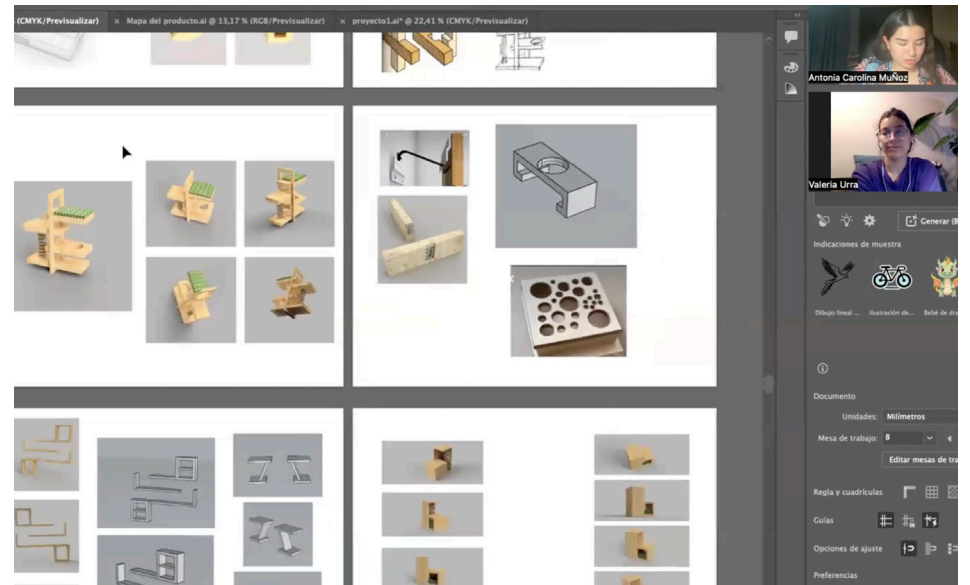 (CMYK/Previsualizar)
× Mapa del producto.ai @ 13,17 % (RGB/Previsualizar)
× proyecto1.ai* @ 22,41 % (CMYK/Previsualizar)
Antonia Carolina MuÑoz
Valeria Urra
Generar (B
Indicaciones de muestra
Dibujo lineal ...
Ilustración de...
Bebé de dra
Documento
Unidades: Milímetros
Mesa de trabajo: 8
Editar mesas de tra
Regla y cuadrículas
Guías
Opciones de ajuste
Preferencias